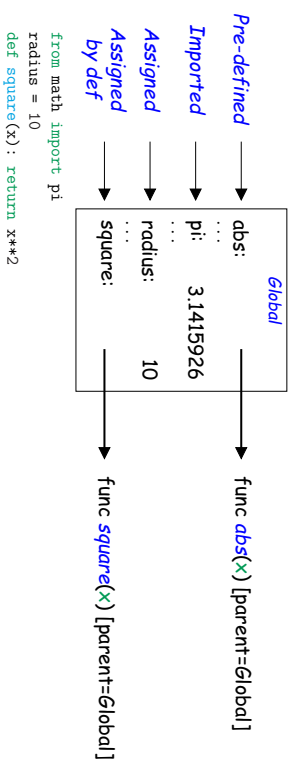 Global
Pre-defined abs: func abs(x) [parent=Global]
. . .
Imported pi: 3.1415926
. . .
Assigned radius: 10
. . .
Assigned
by def square: func square(x) [parent=Global]
from math import pi
radius = 10
def square(x): return x**2